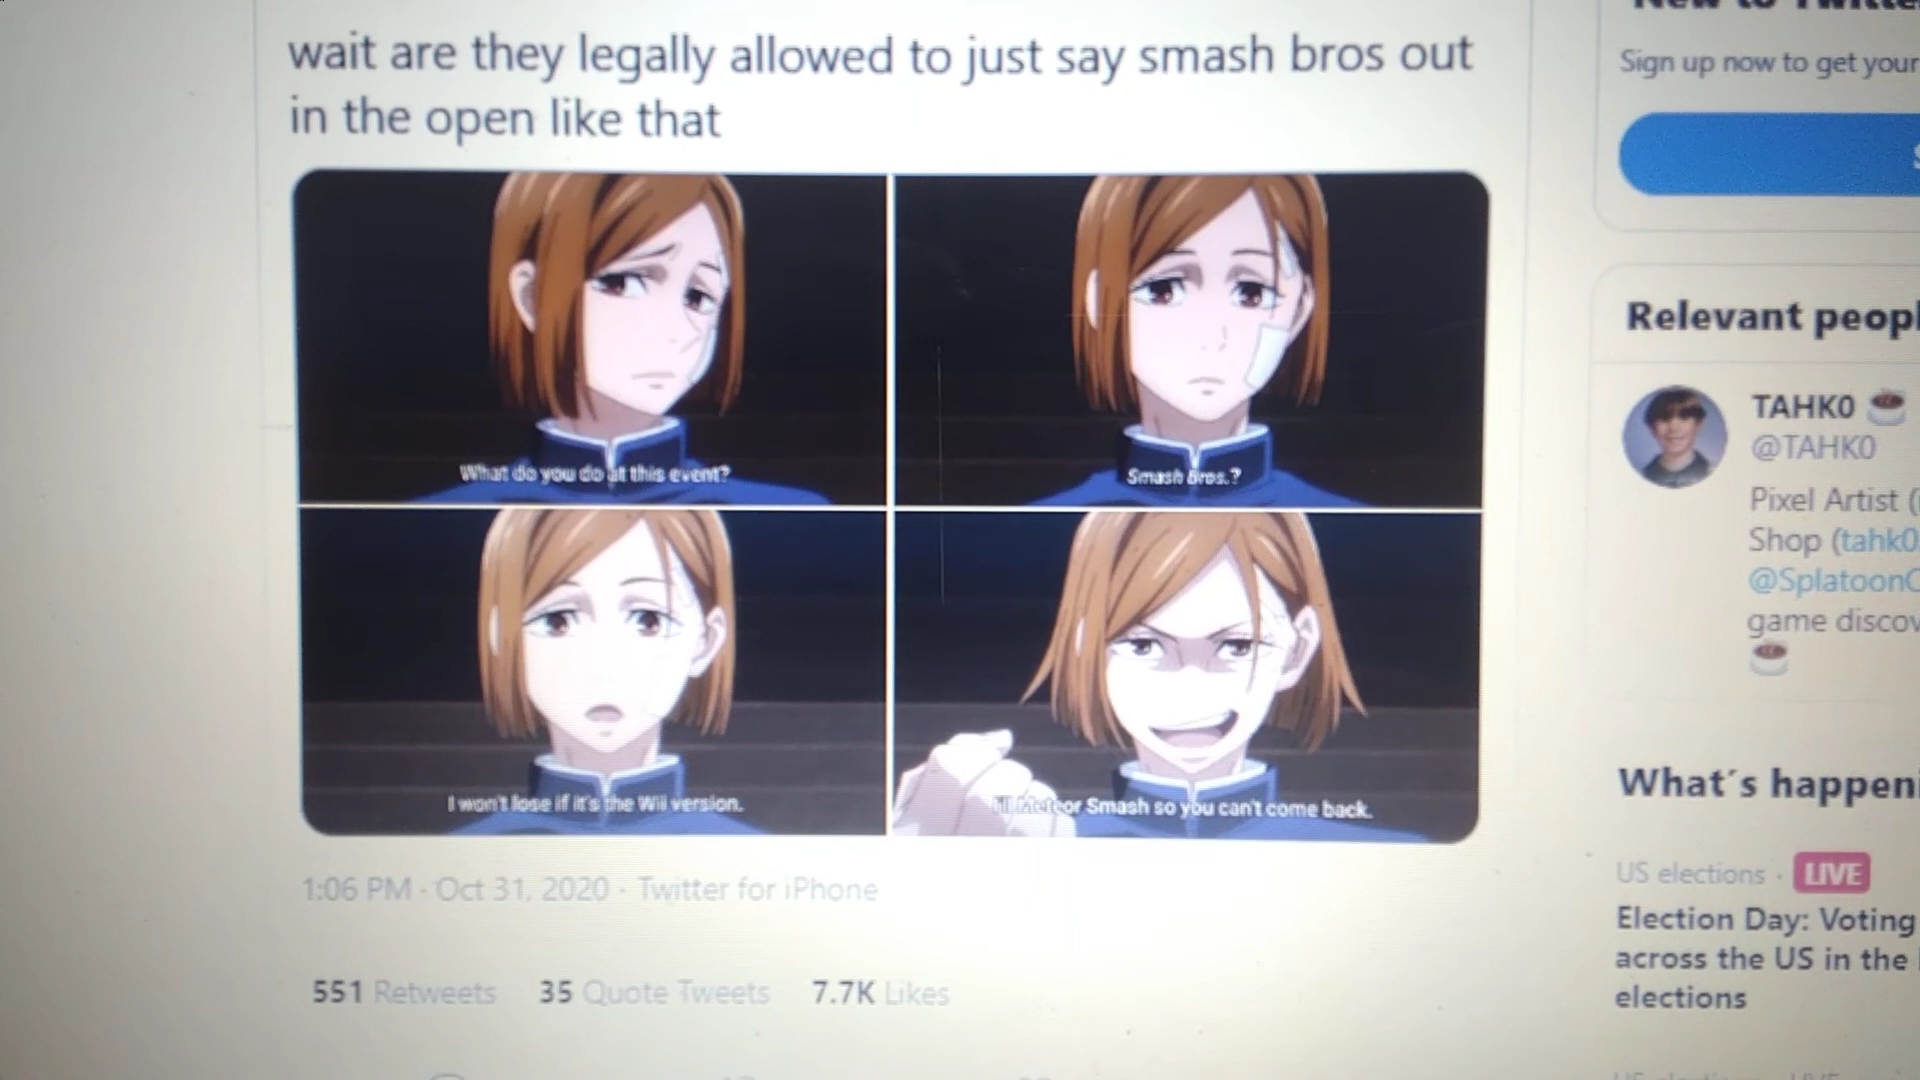 wait are they legally allowed to just say smash bros out
in the open like that
What do you do at this event?
Smash Bros.?
I won't lose if it's the Wii version.
Meteor Smash so you can't come back.
1:06 PM · Oct 31, 2020 · Twitter for iPhone
551 Retweets 35 Quote Tweets 7.7K Likes
New to Twitter
Sign up now to get your
Relevant peopl
TAHK0
@TAHK0
Pixel Artist (
Shop (tahk0
@SplatoonC
game discov
What's happeni
US elections · LIVE
Election Day: Voting
across the US in the
elections